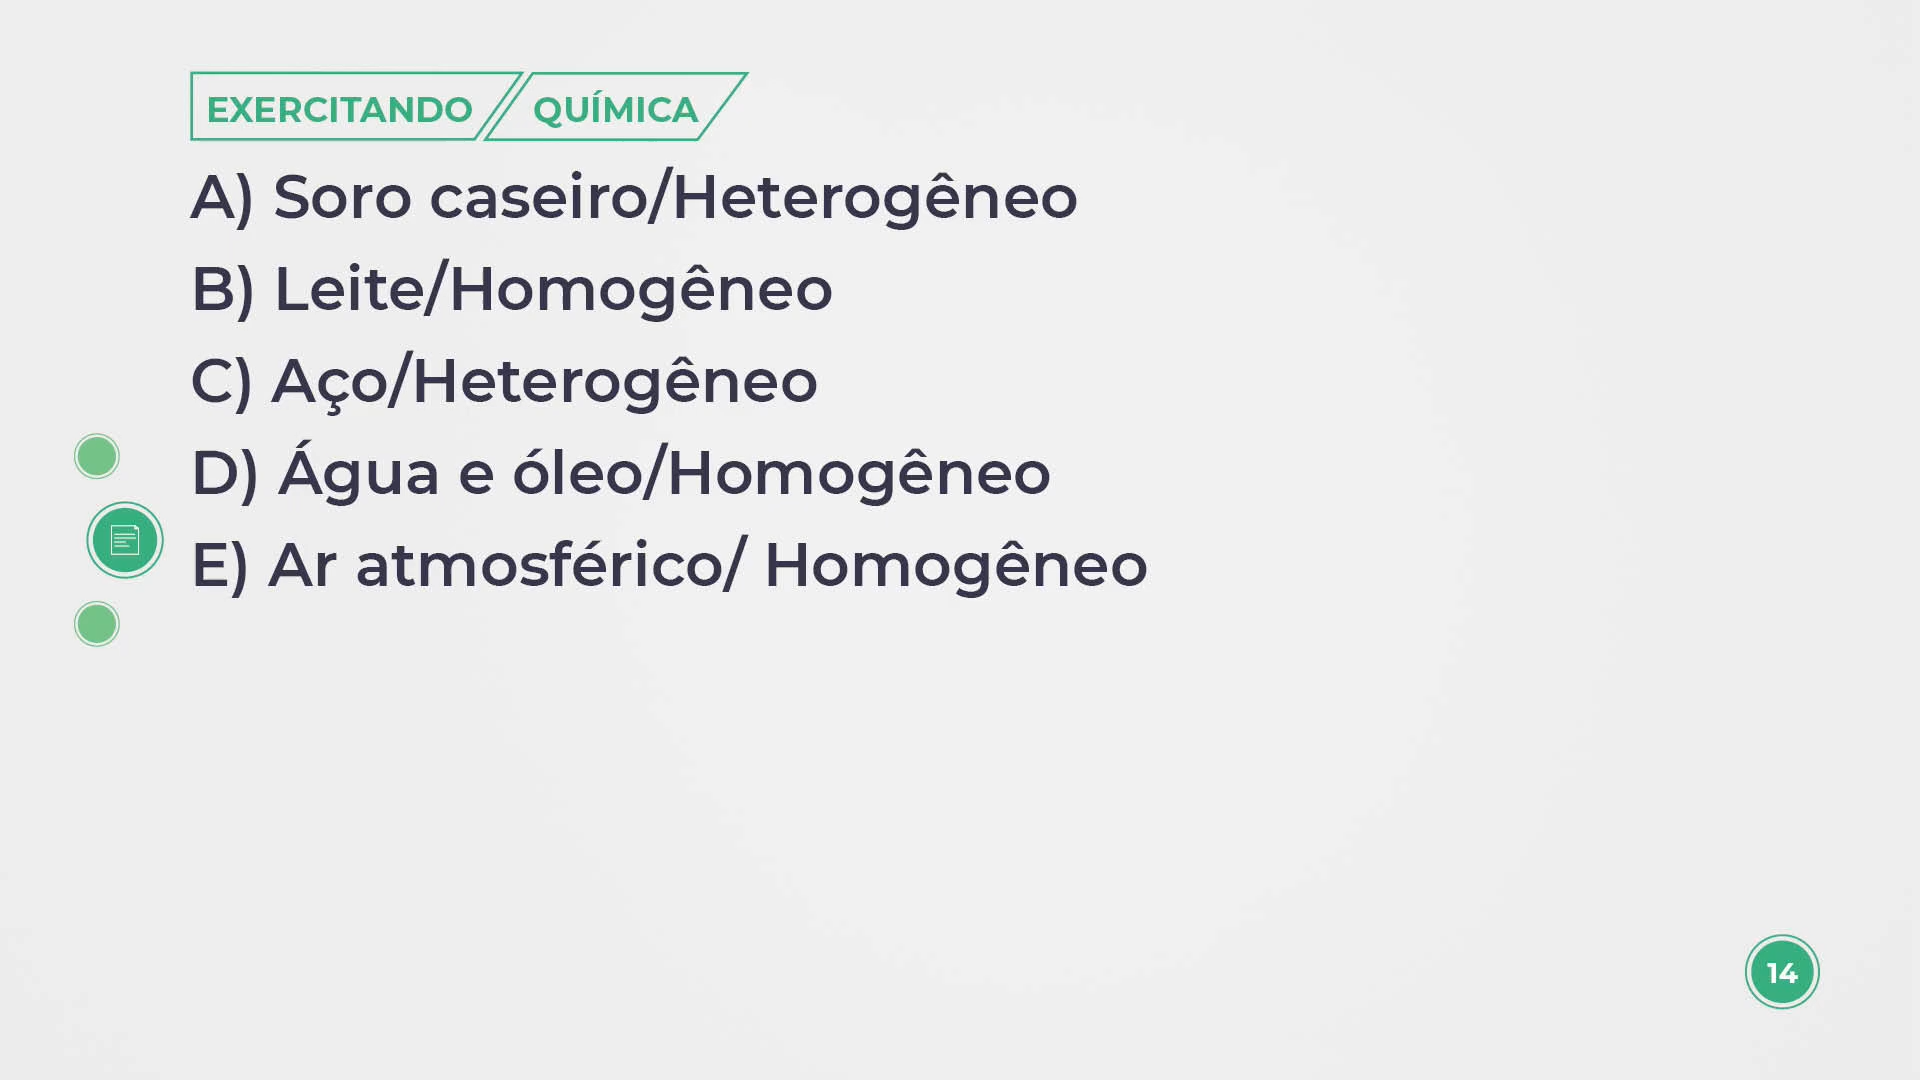 EXERCITANDO QUÍMICA
A) Soro caseiro/Heterogêneo
B) Leite/Homogêneo
C) Aço/Heterogêneo
D) Água e óleo/Homogêneo
E) Ar atmosférico/ Homogêneo
14